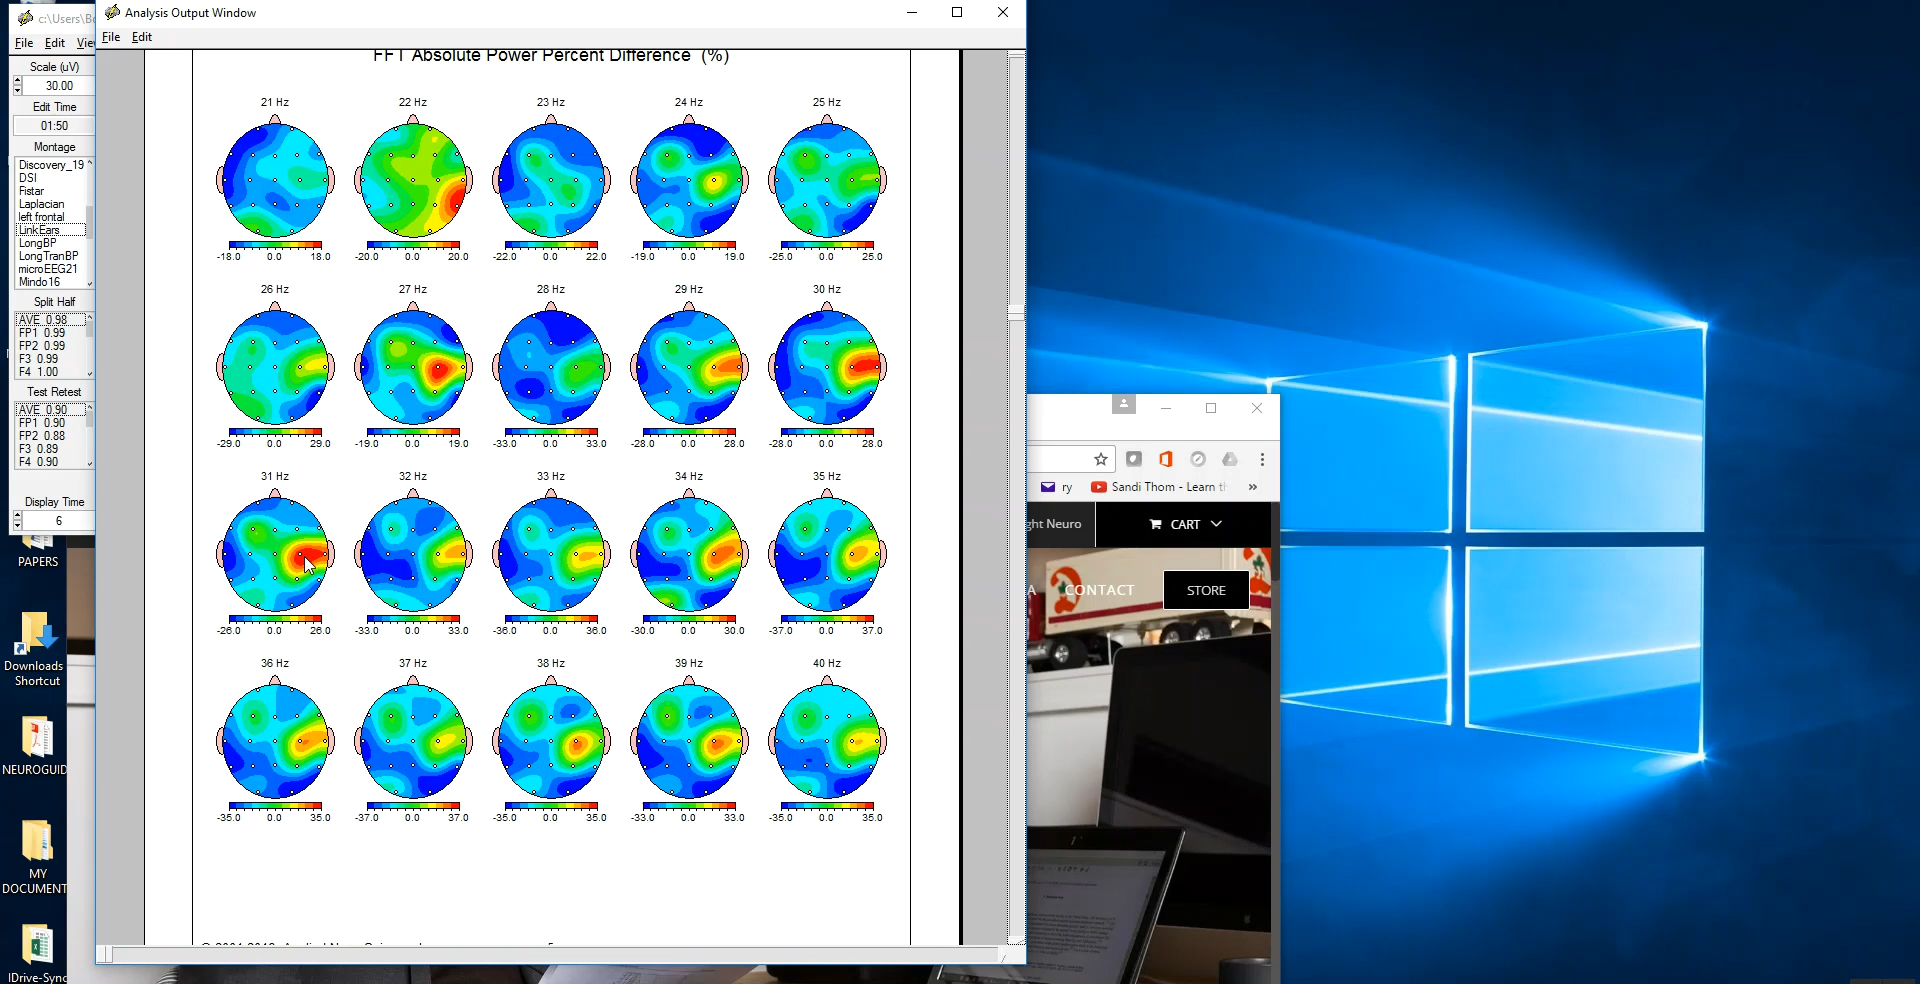 c:\Users\B
Analysis Output Window
File Edit View
File Edit
Scale (uV)
30.00
Edit Time
01:50
Montage
Discovery_19
DSI
Fistar
Laplacian
left frontal
LinkEars
LongBP
LongTranBP
microEEG21
Mindo16
Split Half
AVE 0.98
FP1 0.99
FP2 0.99
F3 0.99
F4 1.00
Test Retest
AVE 0.90
FP1 0.90
FP2 0.88
F3 0.89
F4 0.90
Display Time
6
FFT Absolute Power Percent Difference (%)
21 Hz 22 Hz 23 Hz 24 Hz 25 Hz
-18.0 0.0 18.0 -20.0 0.0 20.0 -22.0 0.0 22.0 -19.0 0.0 19.0 -25.0 0.0 25.0
26 Hz 27 Hz 28 Hz 29 Hz 30 Hz
-29.0 0.0 29.0 -19.0 0.0 19.0 -33.0 0.0 33.0 -28.0 0.0 28.0 -28.0 0.0 28.0
31 Hz 32 Hz 33 Hz 34 Hz 35 Hz
-26.0 0.0 26.0 -33.0 0.0 33.0 -36.0 0.0 36.0 -30.0 0.0 30.0 -37.0 0.0 37.0
36 Hz 37 Hz 38 Hz 39 Hz 40 Hz
-35.0 0.0 35.0 -37.0 0.0 37.0 -35.0 0.0 35.0 -33.0 0.0 33.0 -35.0 0.0 35.0
PAPERS
Downloads
Shortcut
NEUROGUID
MY
DOCUMENT
IDrive-Sync
ry Sandi Thom - Learn th »
ght Neuro CART
A CONTACT STORE